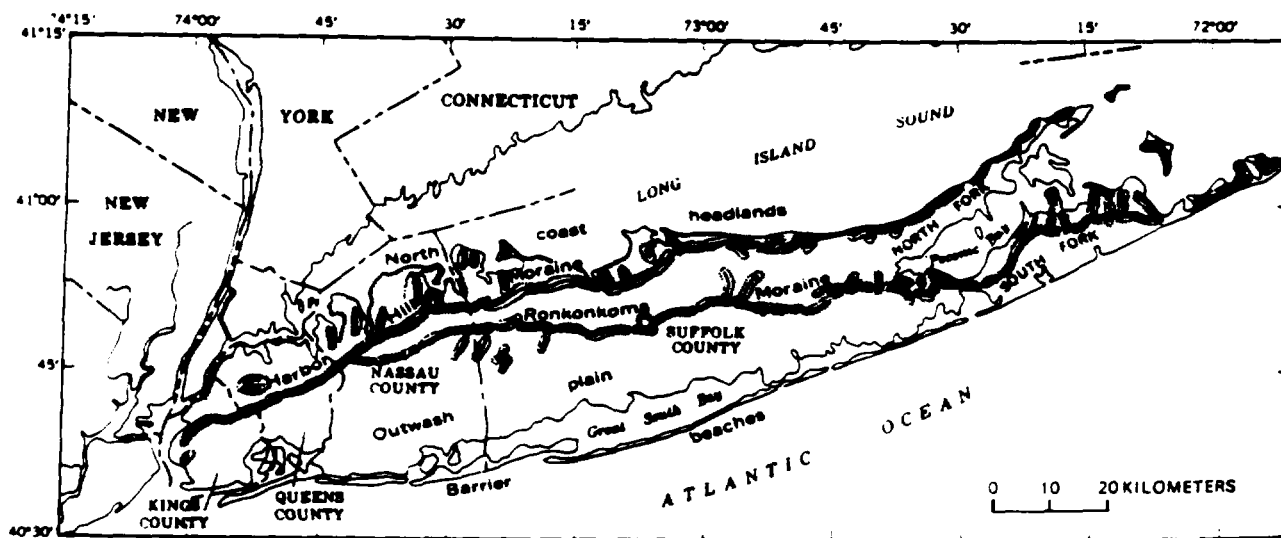 74°15' 74°00' 45' 30' 15' 73°00' 45' 30' 15' 72°00'
41°15'
NEW YORK
CONNECTICUT
LONG ISLAND SOUND
41°00'
NEW JERSEY
North coast headlands
NORTH FORK
SOUTH FORK
Harbor Hill Moraine
Ronkonkoma Moraine
SUFFOLK COUNTY
45'
NASSAU COUNTY
Outwash plain
Great South Bay
Barrier beaches
ATLANTIC OCEAN
KINGS COUNTY
QUEENS COUNTY
0 10 20 KILOMETERS
40°30'